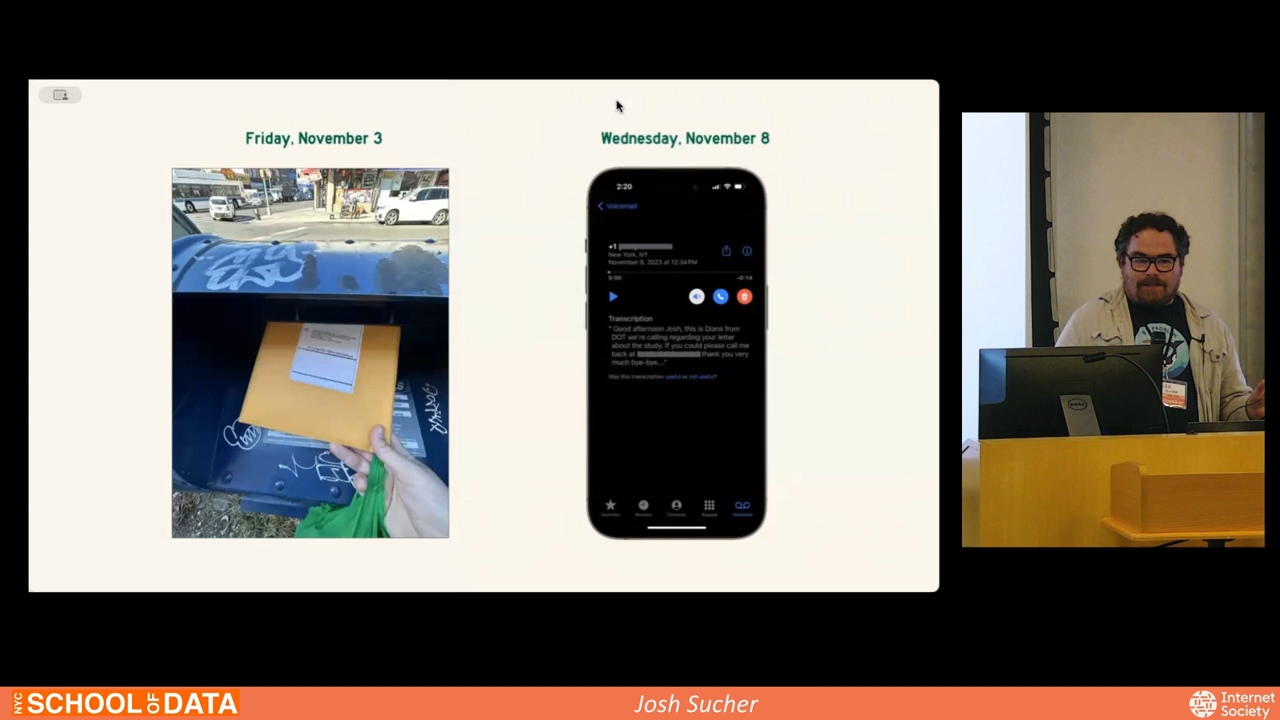 Friday, November 3
Wednesday, November 8
2:20
Voicemail
+1
New York, NY
November 8, 2023 at 12:34 PM
0:00
-0:14
Transcription
" Good afternoon Josh, this is Diana from
DOT we're calling regarding your letter
about the study. If you could please call me
back at thank you very
much bye-bye..."
Was this transcription useful or not useful?
Favorites
Recents
Contacts
Keypad
Voicemail
DELL
NYC SCHOOL OF DATA
Josh Sucher
Internet
Society